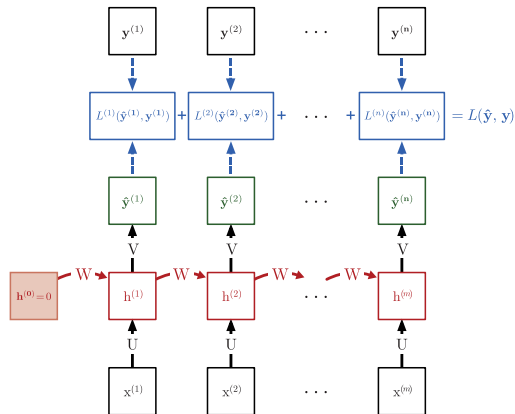 y^(1) y^(2) · · · y^(n)
L^(1)(ŷ^(1), y^(1)) + L^(2)(ŷ^(2), y^(2)) + · · · + L^(n)(ŷ^(n), y^(n)) = L(ŷ, y)
ŷ^(1) ŷ^(2) · · · ŷ^(n)
V V V
W W W W
h^(0)=0 h^(1) h^(2) · · · h^(m)
U U U
x^(1) x^(2) · · · x^(m)